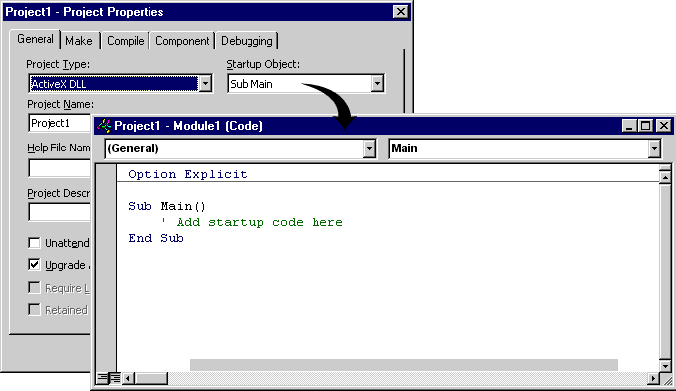 Project1 - Project Properties
General Make Compile Component Debugging
Project Type: Startup Object:
ActiveX DLL Sub Main
Project Name:
Project1
Help File Nam
Project Descr
Unattend
Upgrade
Require L
Retained
Project1 - Module1 (Code)
(General) Main
Option Explicit
Sub Main()
' Add startup code here
End Sub